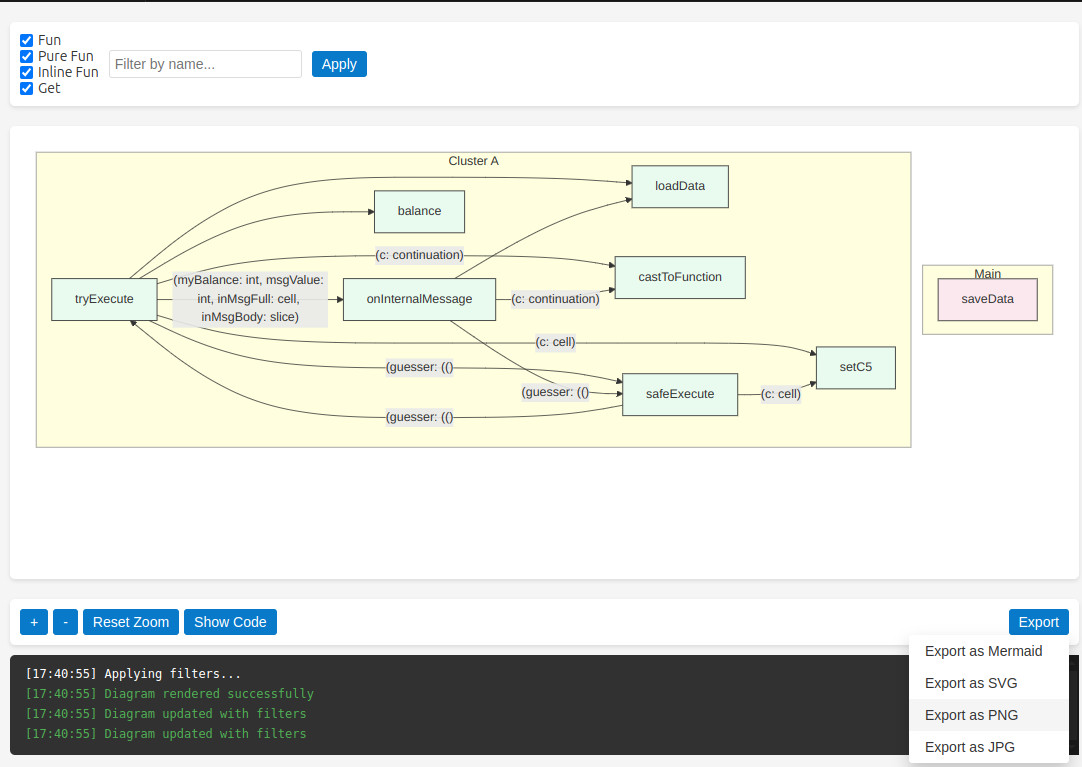 Fun
Pure Fun
Inline Fun
Get
Filter by name...
Apply
Cluster A
loadData
balance
(c: continuation)
castToFunction
tryExecute
(myBalance: int, msgValue:
int, inMsgFull: cell,
inMsgBody: slice)
onInternalMessage
(c: continuation)
Main
saveData
(c: cell)
setC5
(guesser: (()
(guesser: (()
safeExecute
(c: cell)
(guesser: (()
+
-
Reset Zoom
Show Code
Export
Export as Mermaid
Export as SVG
Export as PNG
Export as JPG
[17:40:55] Applying filters...
[17:40:55] Diagram rendered successfully
[17:40:55] Diagram updated with filters
[17:40:55] Diagram updated with filters